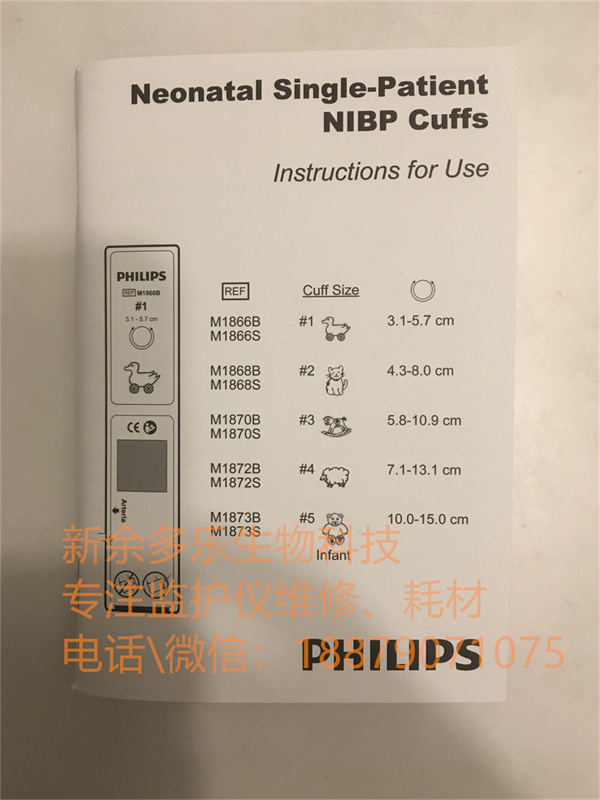 Neonatal Single-Patient
NIBP Cuffs
Instructions for Use
PHILIPS
REF M1866B
#1
3.1 - 5.7 cm
CE
Arteria
REF Cuff Size
M1866B #1 3.1-5.7 cm
M1866S
M1868B #2 4.3-8.0 cm
M1868S
M1870B #3 5.8-10.9 cm
M1870S
M1872B #4 7.1-13.1 cm
M1872S
M1873B #5 10.0-15.0 cm
M1873S
Infant
新余多乐生物科技
专注监护仪维修、耗材
电话\微信：18879071075
PHILIPS